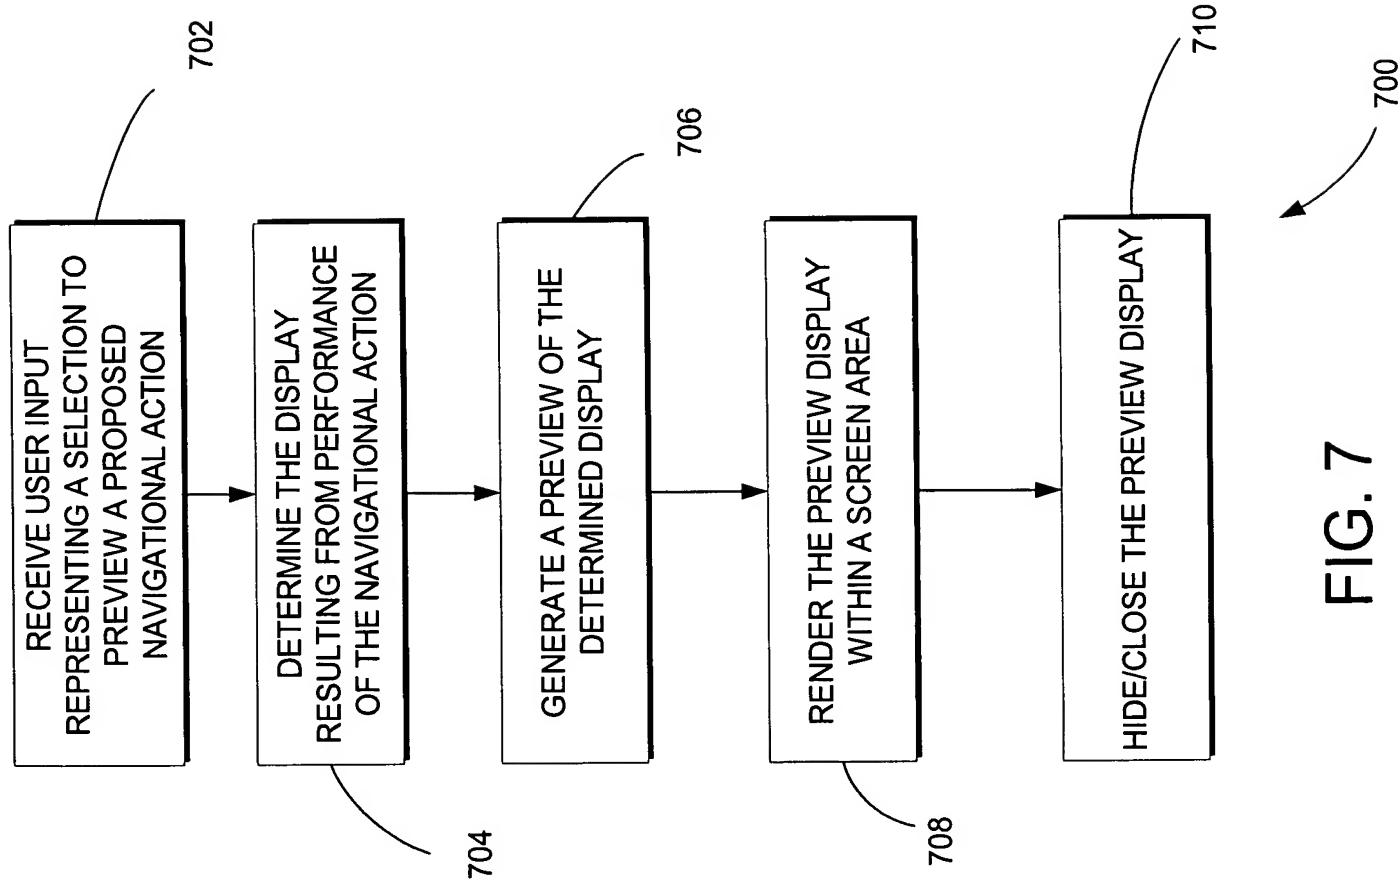 702
RECEIVE USER INPUT
REPRESENTING A SELECTION TO
PREVIEW A PROPOSED
NAVIGATIONAL ACTION
704
DETERMINE THE DISPLAY
RESULTING FROM PERFORMANCE
OF THE NAVIGATIONAL ACTION
706
GENERATE A PREVIEW OF THE
DETERMINED DISPLAY
708
RENDER THE PREVIEW DISPLAY
WITHIN A SCREEN AREA
710
HIDE/CLOSE THE PREVIEW DISPLAY
700
FIG. 7